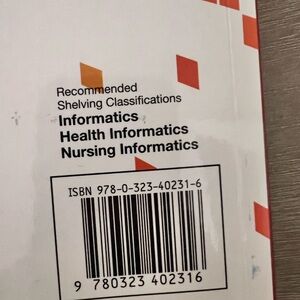 Recommended
Shelving Classifications
Informatics
Health Informatics
Nursing Informatics
ISBN 978-0-323-40231-6
9 780323 402316